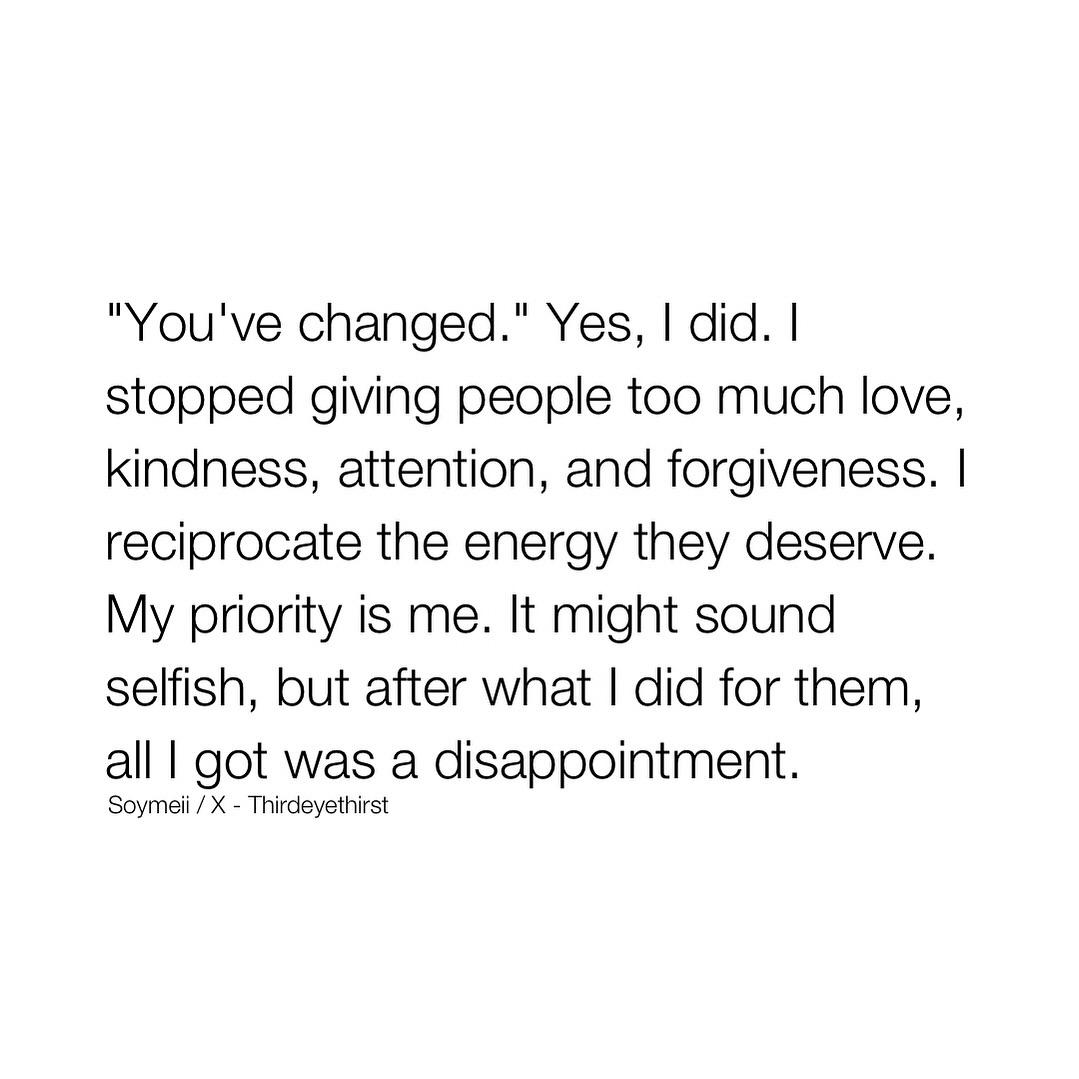 "You've changed." Yes, I did. I
stopped giving people too much love,
kindness, attention, and forgiveness. I
reciprocate the energy they deserve.
My priority is me. It might sound
selfish, but after what I did for them,
all I got was a disappointment.
Soymeii / X - Thirdeyethirst